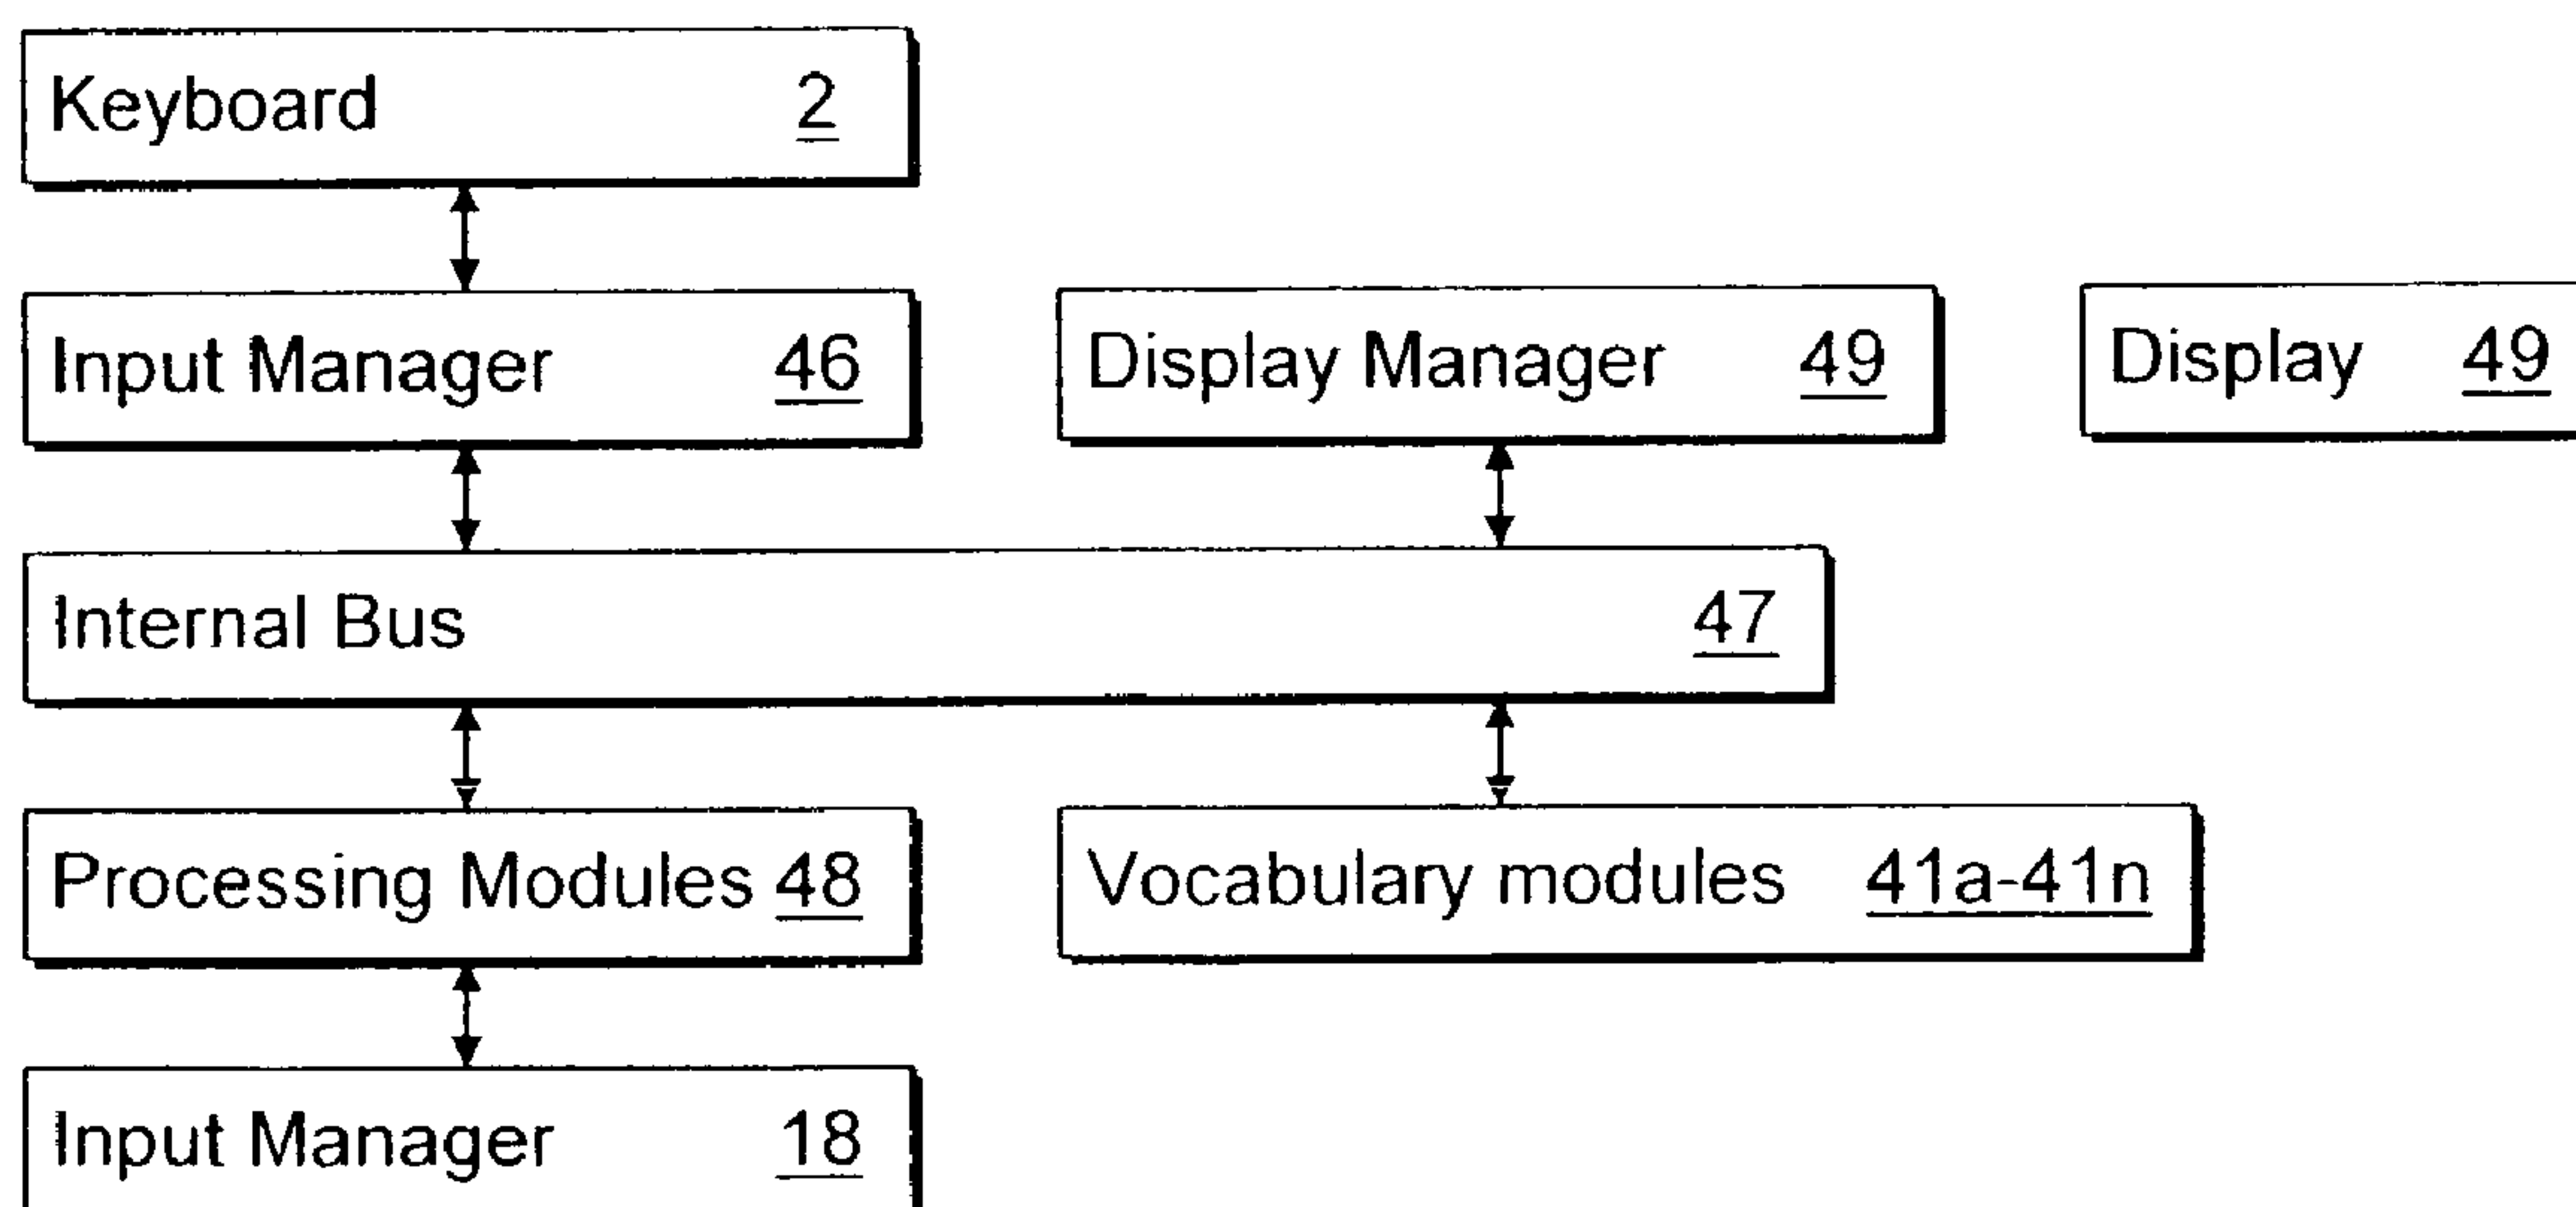 Keyboard 2
Input Manager 46
Display Manager 49
Display 49
Internal Bus 47
Processing Modules 48
Vocabulary modules 41a-41n
Input Manager 18